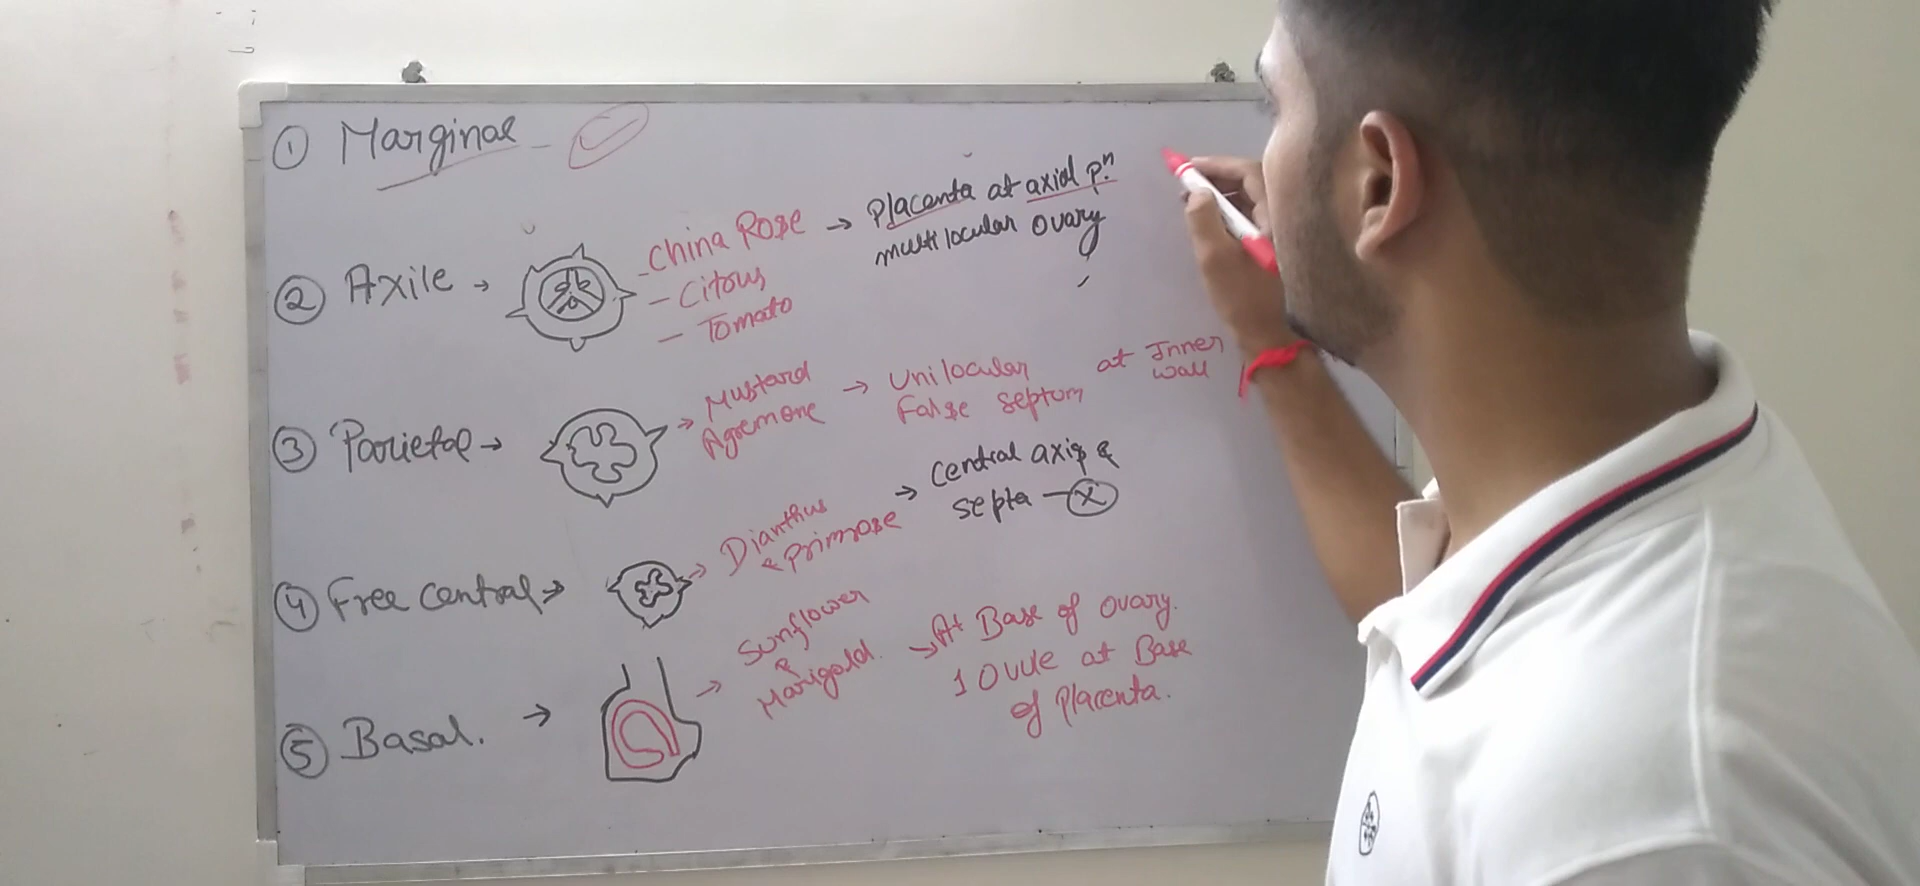 ① Marginal -
② Axile →
- China Rose → Placenta at axial pⁿ.
multilocular ovary
- Citrus
- Tomato
③ Parietal →
→ Mustard
Agremone
→ Unilocular at Inner wall
False septum
④ Free central →
→ Dianthus
& primrose
→ central axis &
septa - X
⑤ Basal. →
→ Sunflower
&
Marigold.
→ At Base of ovary.
1 Ovule at Base
of placenta.